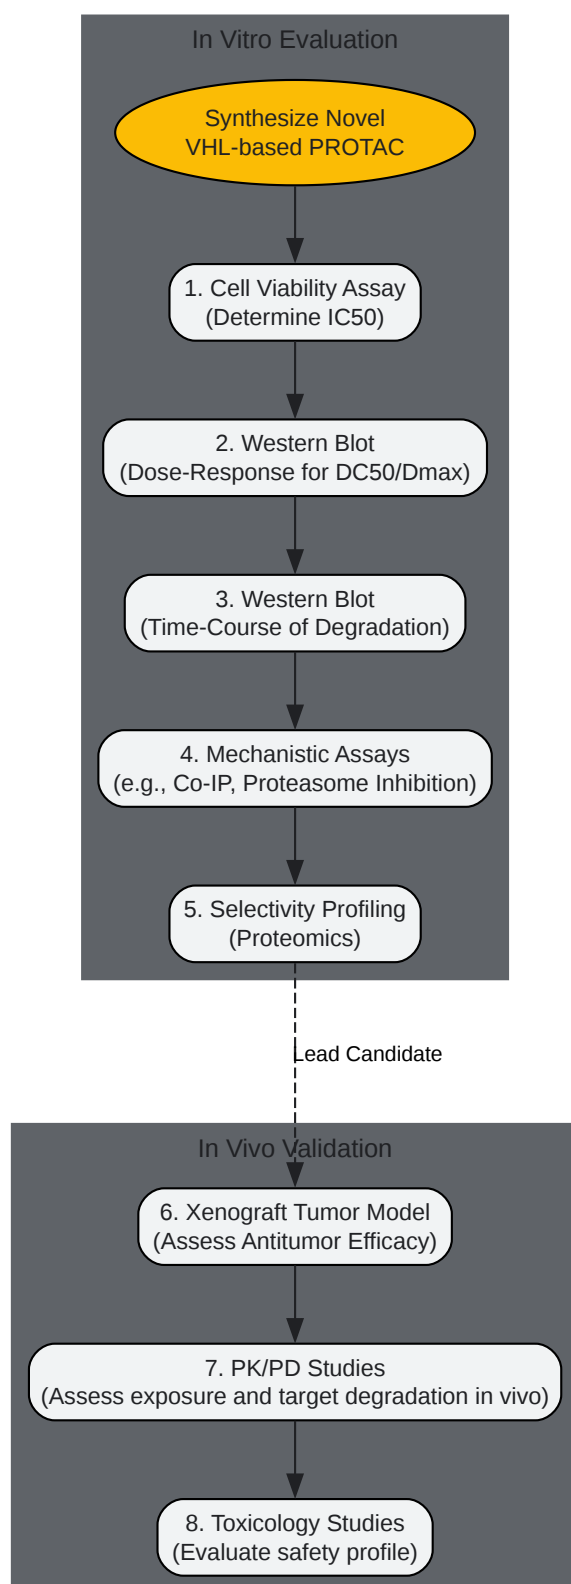 In Vitro Evaluation
Synthesize Novel
VHL-based PROTAC
1. Cell Viability Assay
(Determine IC50)
2. Western Blot
(Dose-Response for DC50/Dmax)
3. Western Blot
(Time-Course of Degradation)
4. Mechanistic Assays
(e.g., Co-IP, Proteasome Inhibition)
5. Selectivity Profiling
(Proteomics)
Lead Candidate
In Vivo Validation
6. Xenograft Tumor Model
(Assess Antitumor Efficacy)
7. PK/PD Studies
(Assess exposure and target degradation in vivo)
8. Toxicology Studies
(Evaluate safety profile)